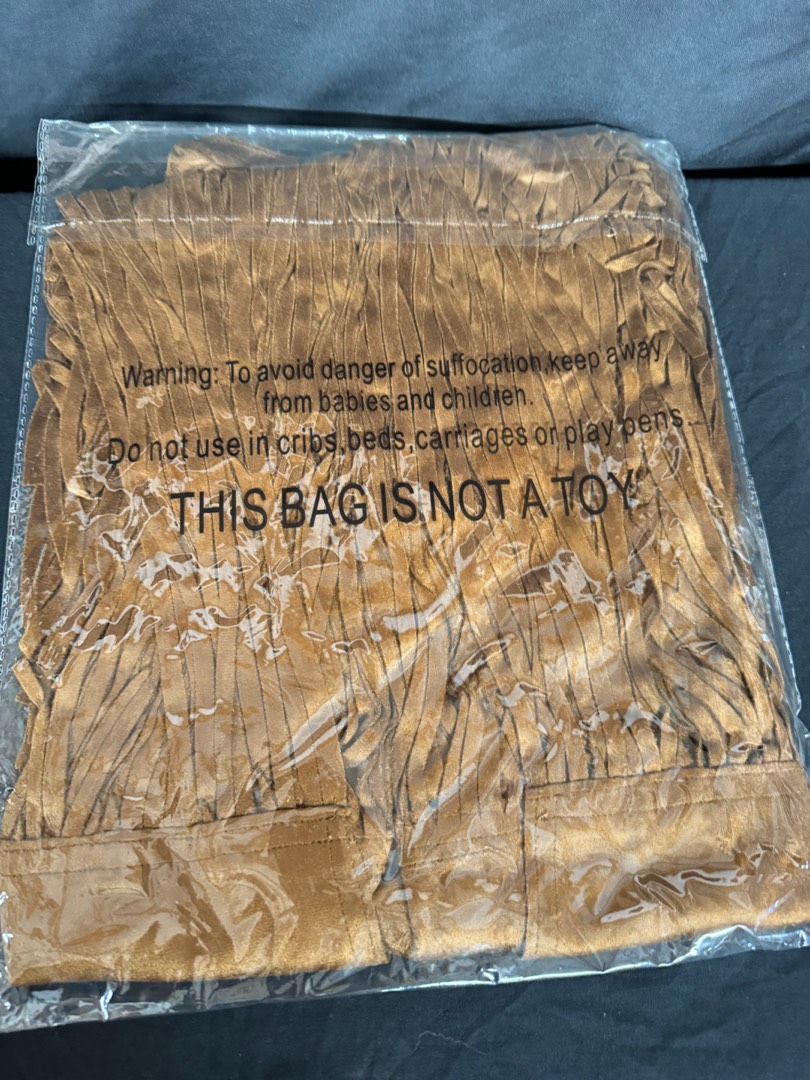 Warning: To avoid danger of suffocation,keep away
from babies and children.
Do not use in cribs,beds,carriages or play pens.
THIS BAG IS NOT A TOY